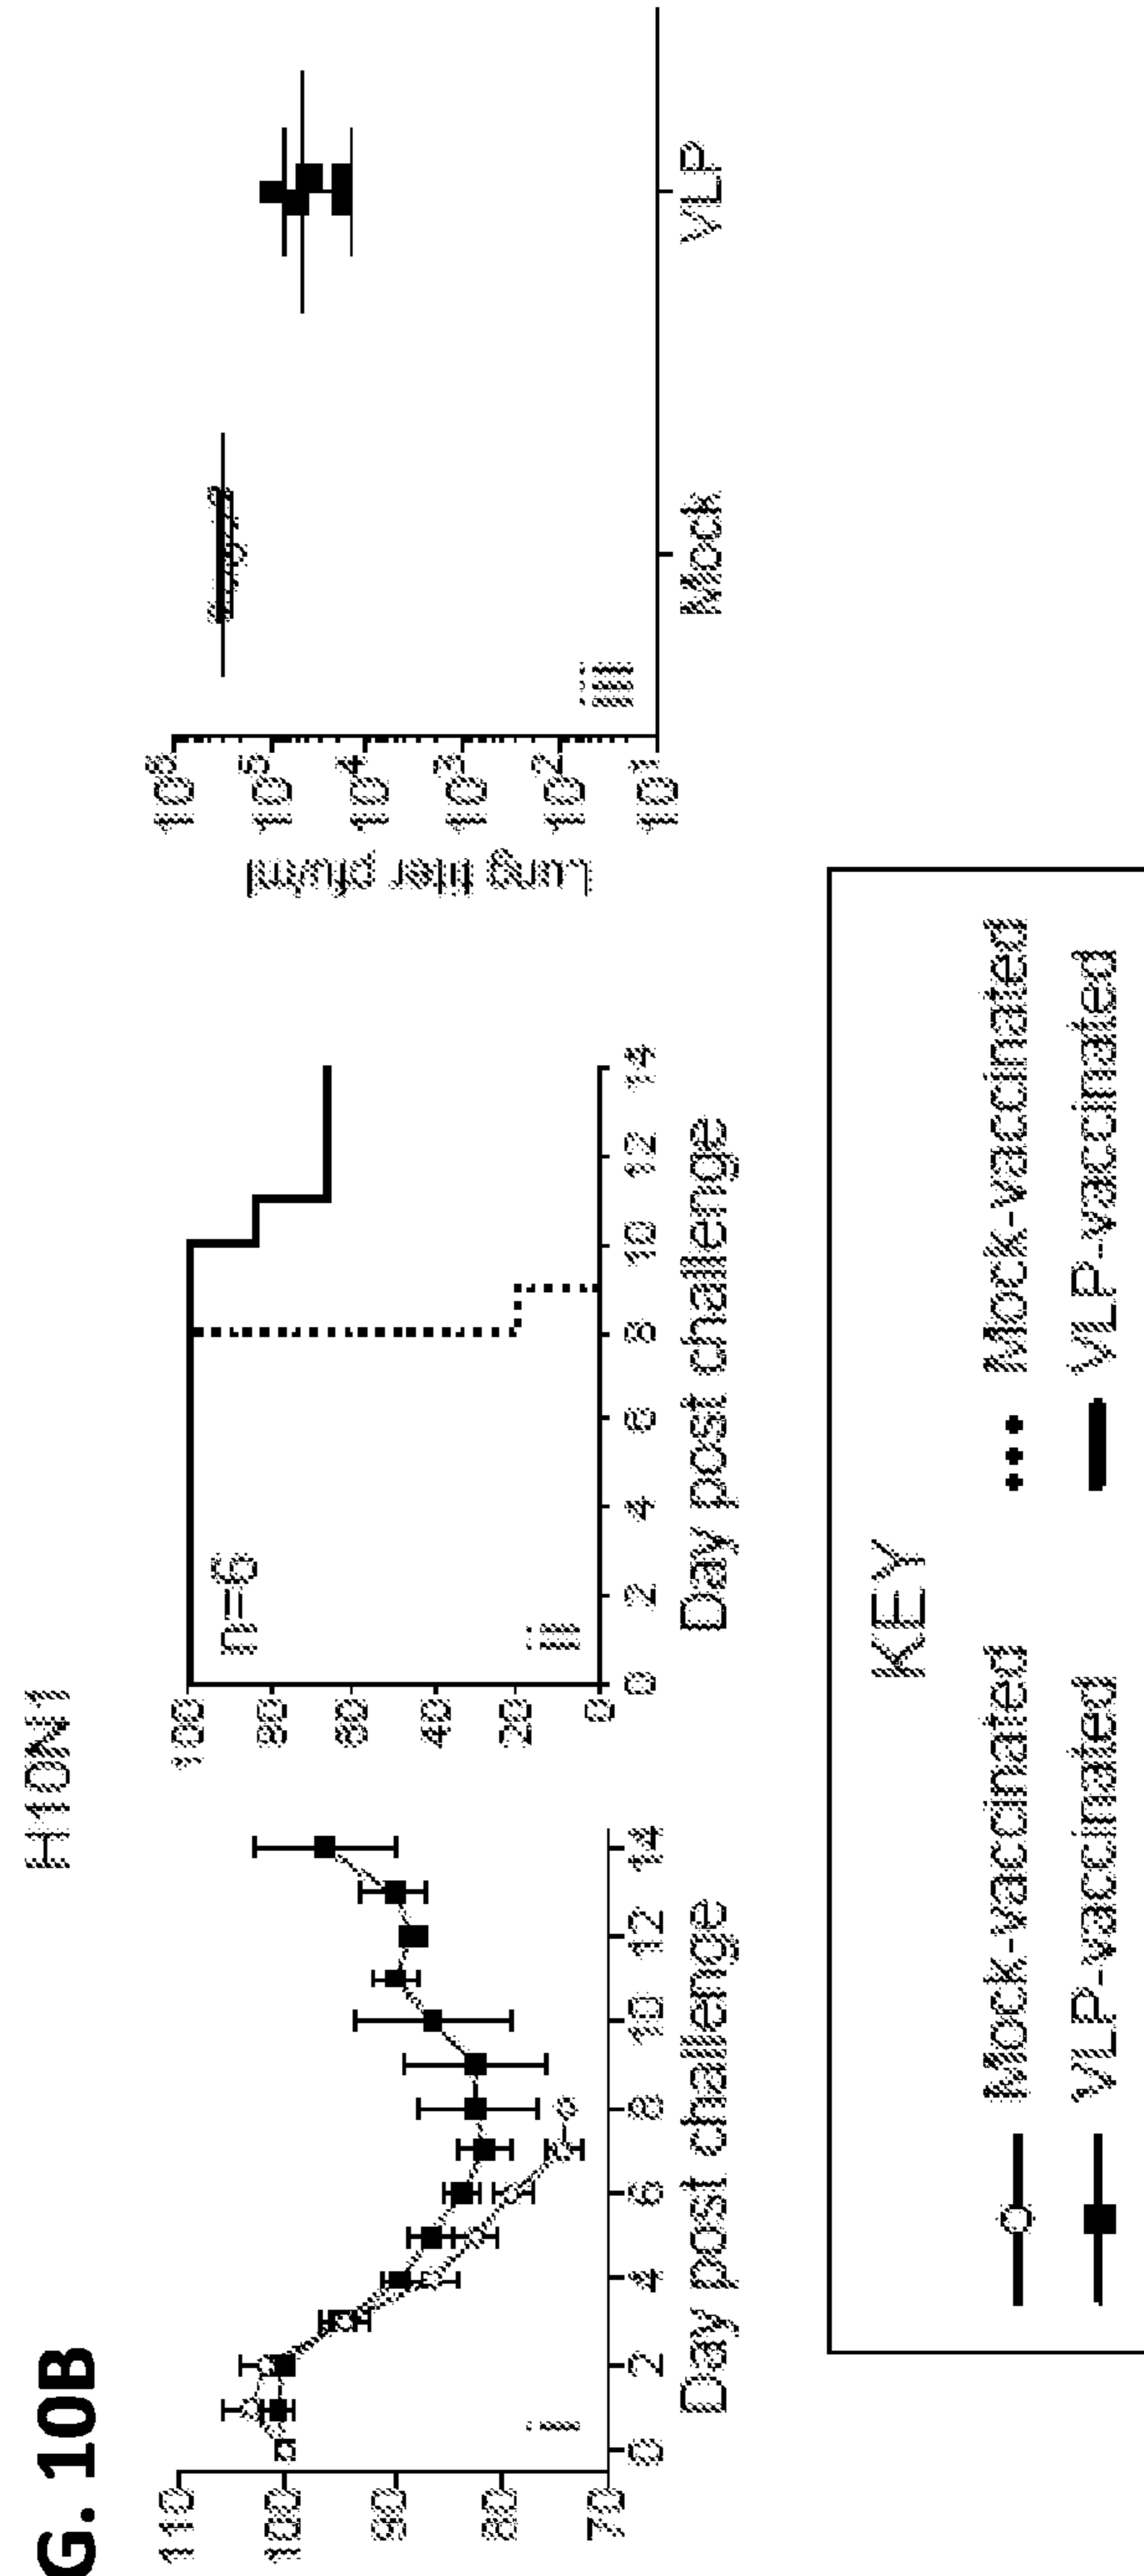 G. 10B
H10N1
110
100
90
80
70
0 2 4 6 8 10 12 14
Day post challenge
i
100
80
60
40
20
0
0 2 4 6 8 10 12 14
Day post challenge
n=6
ii
Lung titer pfu/ml
10^6
10^5
10^4
10^3
10^2
10^1
Mock VLP
iii
KEY
Mock-vaccinated Mock-vaccinated
VLP-vaccinated VLP-vaccinated